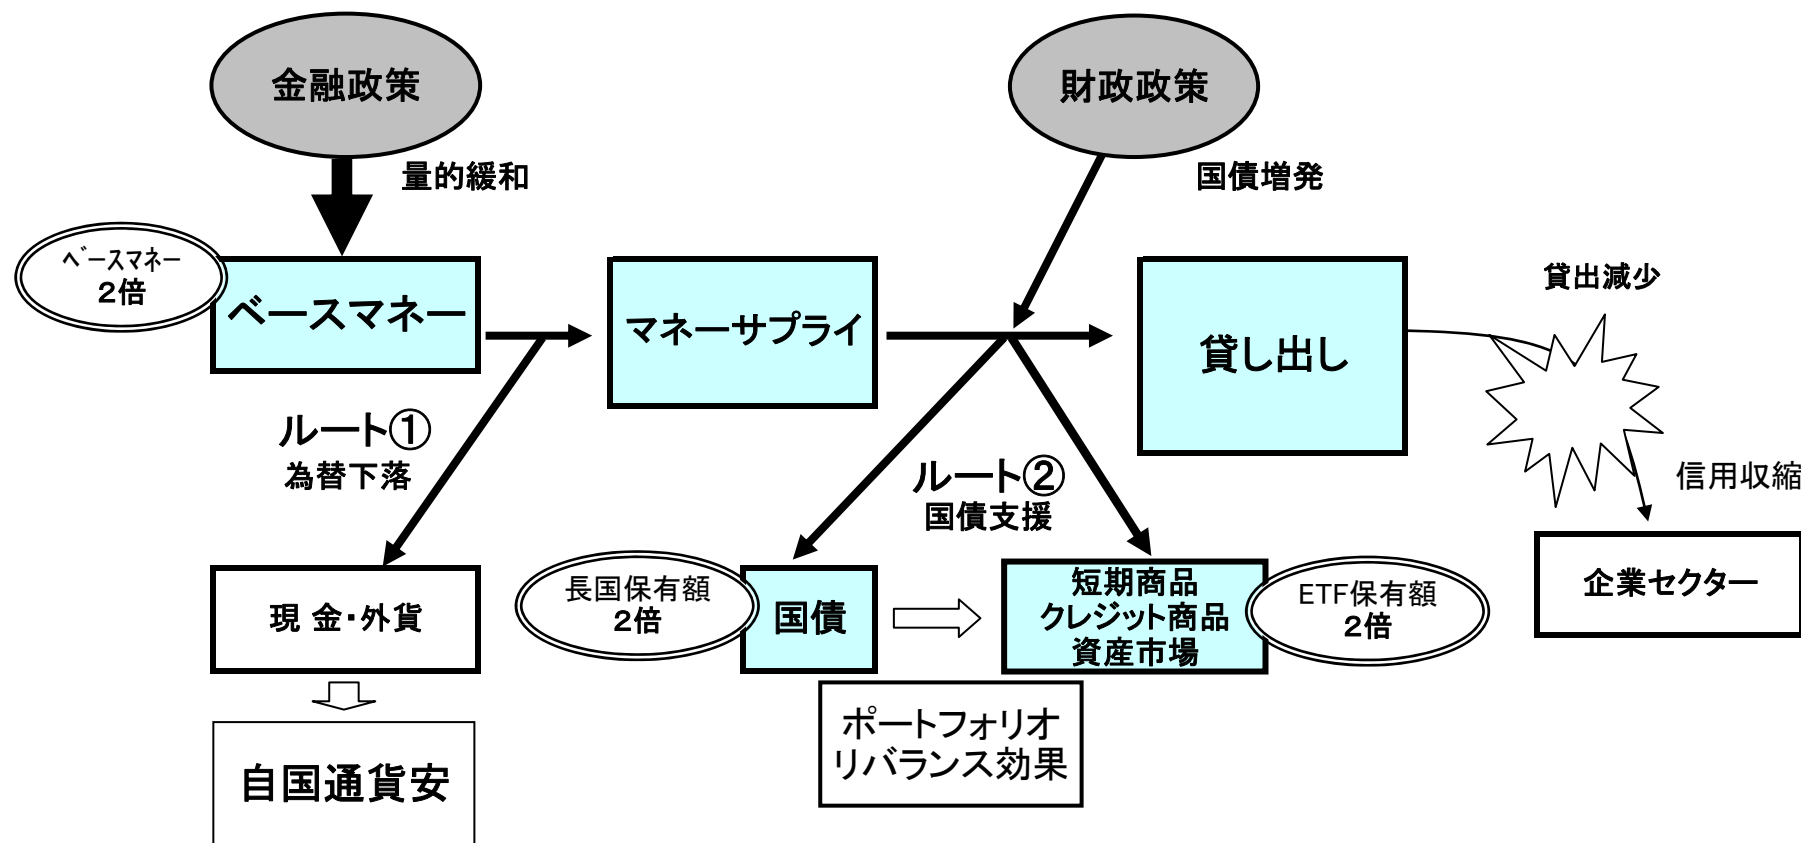 金融政策
財政政策
量的緩和
国債増発
ベースマネー
2倍
ベースマネー
マネーサプライ
貸し出し
貸出減少
ルート①
為替下落
ルート②
国債支援
信用収縮
現 金・外貨
長国保有額
2倍
国債
短期商品
クレジット商品
資産市場
ETF保有額
2倍
企業セクター
ポートフォリオ
リバランス効果
自国通貨安